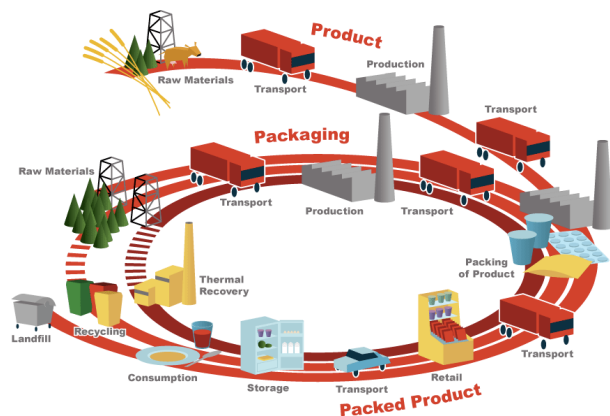 Product
Raw Materials
Transport
Production
Transport
Packaging
Raw Materials
Transport
Production
Transport
Packing
of Product
Thermal
Recovery
Landfill
Recycling
Consumption
Storage
Transport
Retail
Transport
Packed Product